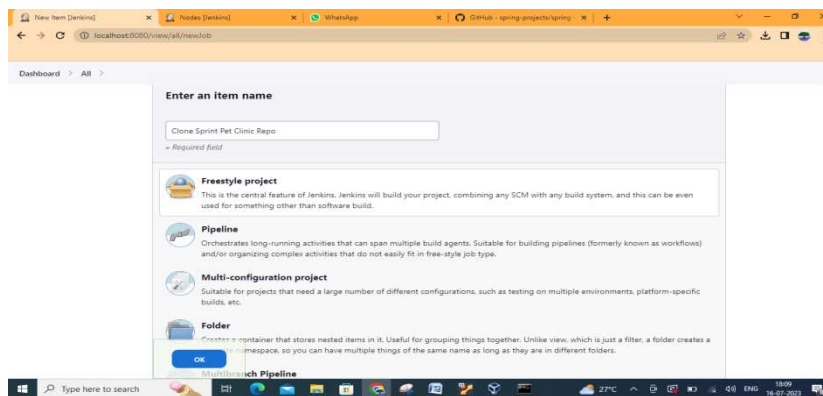 New Item [Jenkins]
Nodes [Jenkins]
WhatsApp
GitHub - spring-projects/spring
localhost:8080/view/all/newJob
Dashboard > All >
Enter an item name
Clone Sprint Pet Clinic Repo
» Required field
Freestyle project
This is the central feature of Jenkins. Jenkins will build your project, combining any SCM with any build system, and this can be even
used for something other than software build.
Pipeline
Orchestrates long-running activities that can span multiple build agents. Suitable for building pipelines (formerly known as workflows)
and/or organizing complex activities that do not easily fit in free-style job type.
Multi-configuration project
Suitable for projects that need a large number of different configurations, such as testing on multiple environments, platform-specific
builds, etc.
Folder
Creates a container that stores nested items in it. Useful for grouping things together. Unlike view, which is just a filter, a folder creates a
namespace, so you can have multiple things of the same name as long as they are in different folders.
OK
Multibranch Pipeline
Type here to search
27°C
ENG
18:09
16-07-2023